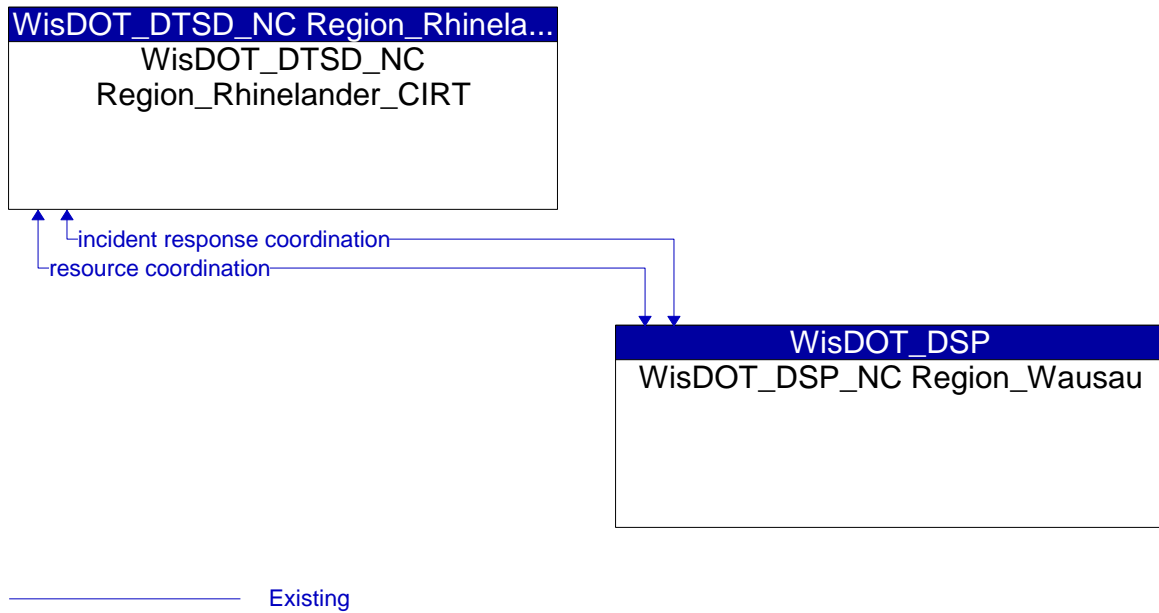 WisDOT_DTSD_NC Region_Rhinela...
WisDOT_DTSD_NC
Region_Rhinelander_CIRT
incident response coordination
resource coordination
WisDOT_DSP
WisDOT_DSP_NC Region_Wausau
Existing